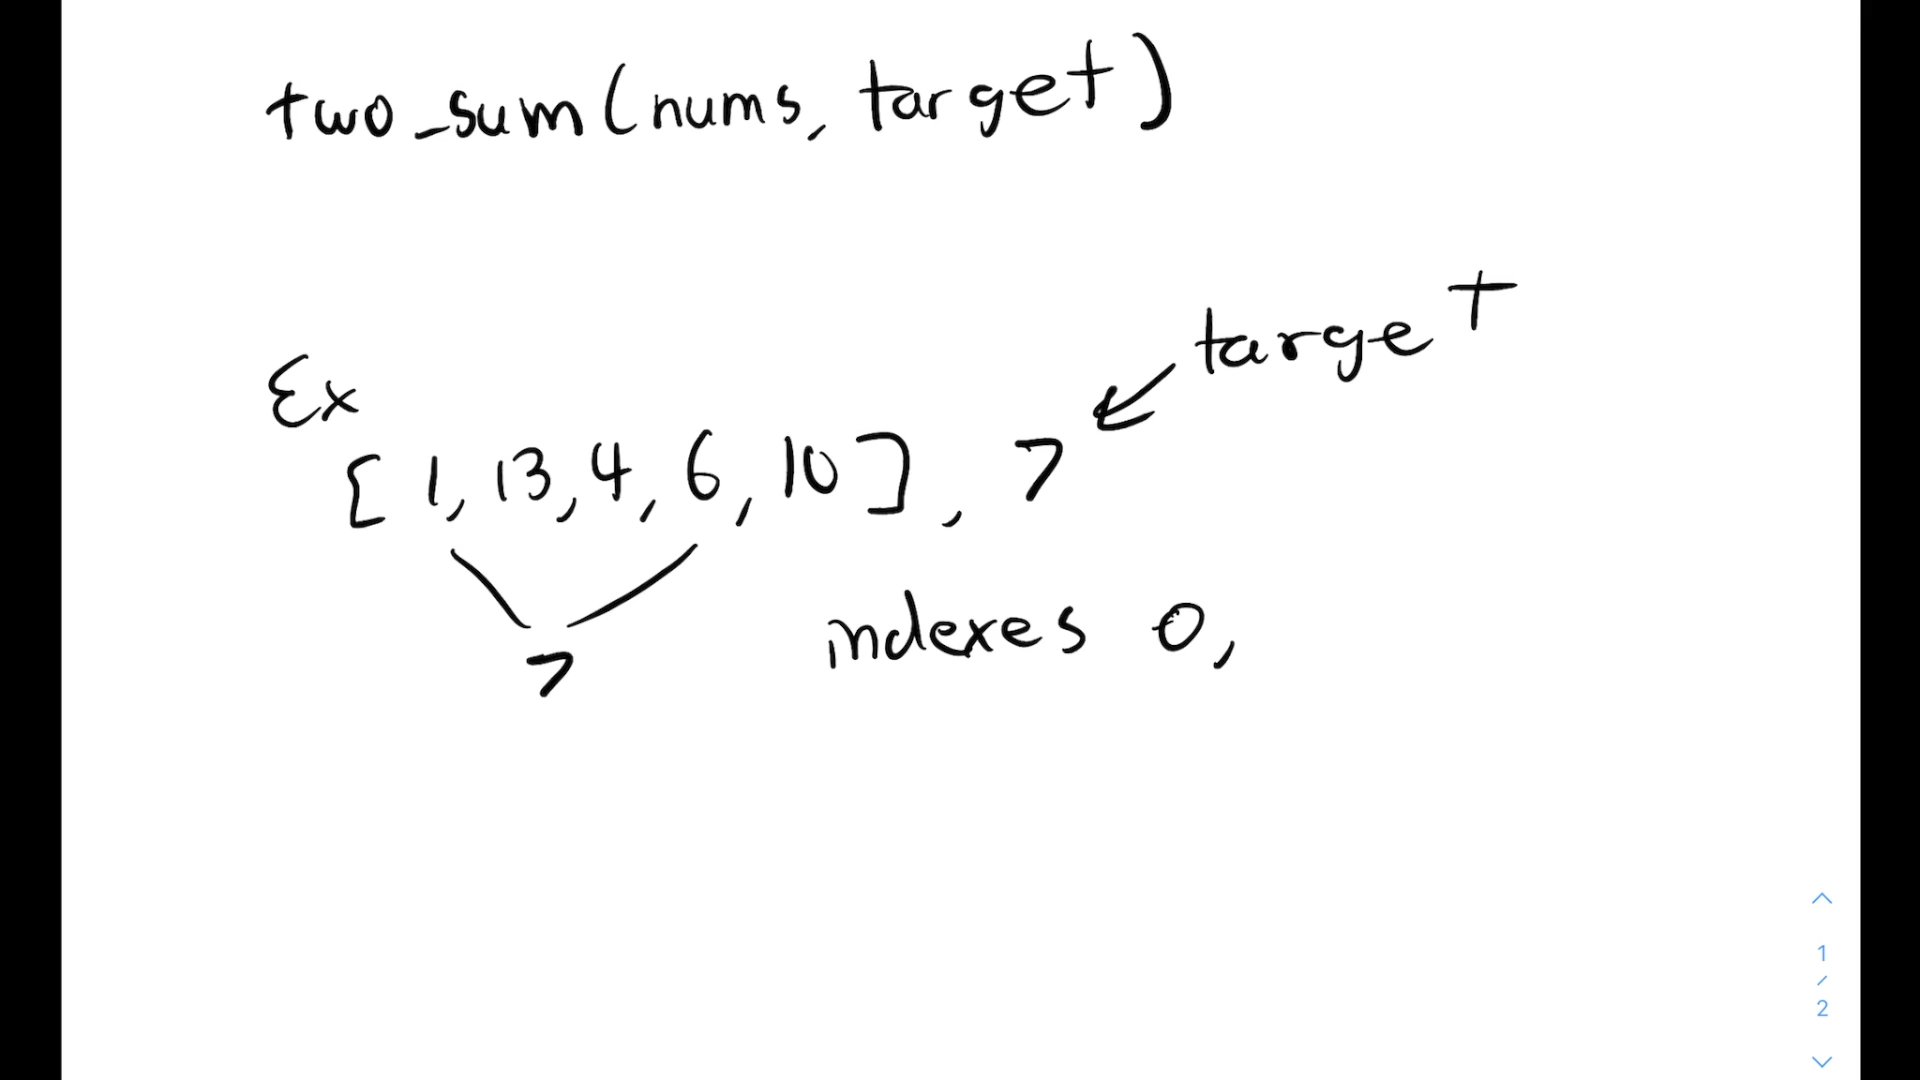 two_sum(nums, target)
target
Ex
[1, 13, 4, 6, 10], 7
indexes 0,
7
1
/
2